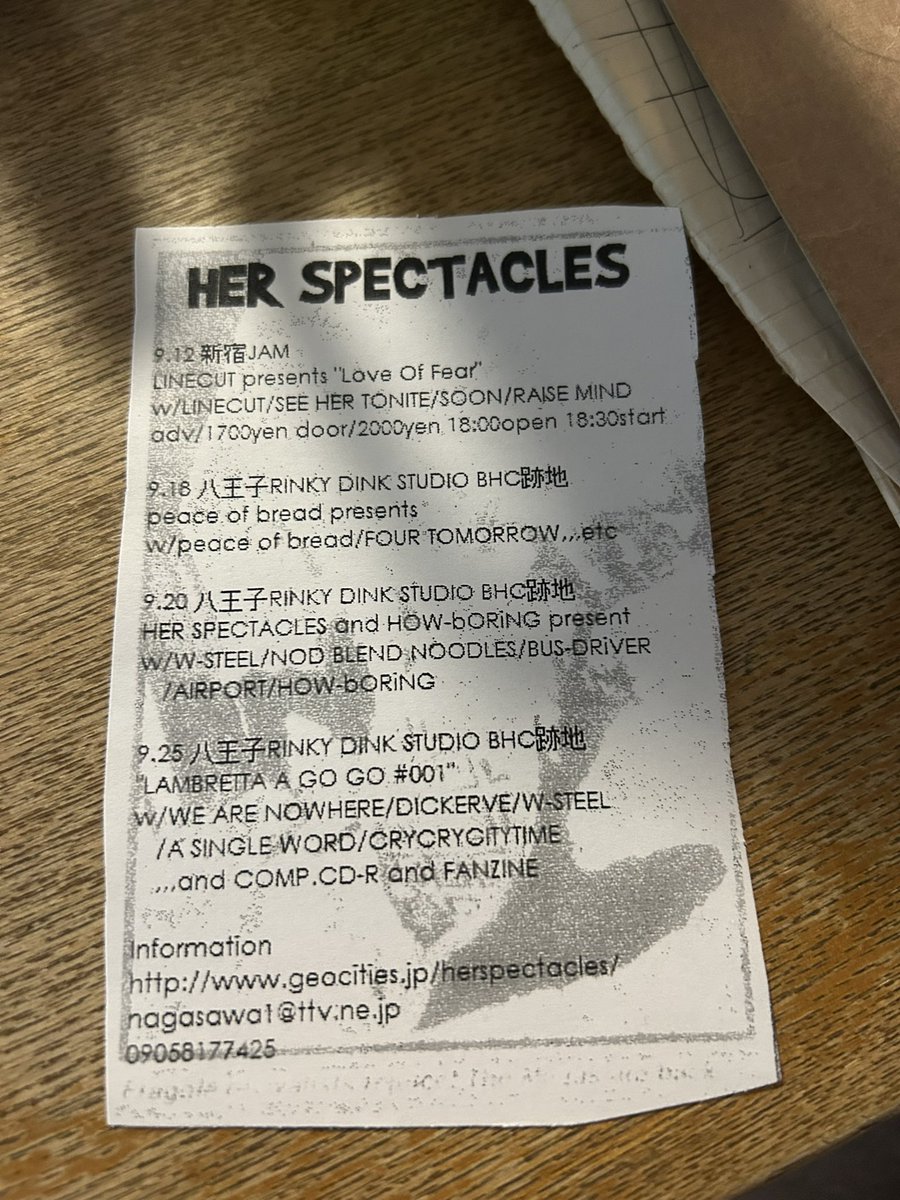 HER SPECTACLES
9.12 新宿JAM
LINECUT presents "Love Of Fear"
w/LINECUT/SEE HER TONITE/SOON/RAISE MIND
adv/1700yen door/2000yen 18:00open 18:30start
9.18 八王子RINKY DINK STUDIO BHC跡地
peace of bread presents
w/peace of bread/FOUR TOMORROW,,,etc
9.20 八王子RINKY DINK STUDIO BHC跡地
HER SPECTACLES and HOW-bORiNG present
w/W-STEEL/NOD BLEND NOODLES/BUS-DRiVER
/AIRPORT/HOW-bORiNG
9.25 八王子RINKY DINK STUDIO BHC跡地
"LAMBRETTA A GO GO #001"
w/WE ARE NOWHERE/DICKERVE/W-STEEL
/A SINGLE WORD/CRYCRYCITYTIME
,,,and COMP.CD-R and FANZINE
Information
http://www.geocities.jp/herspectacles/
nagasawa1@ttv.ne.jp
09058177425